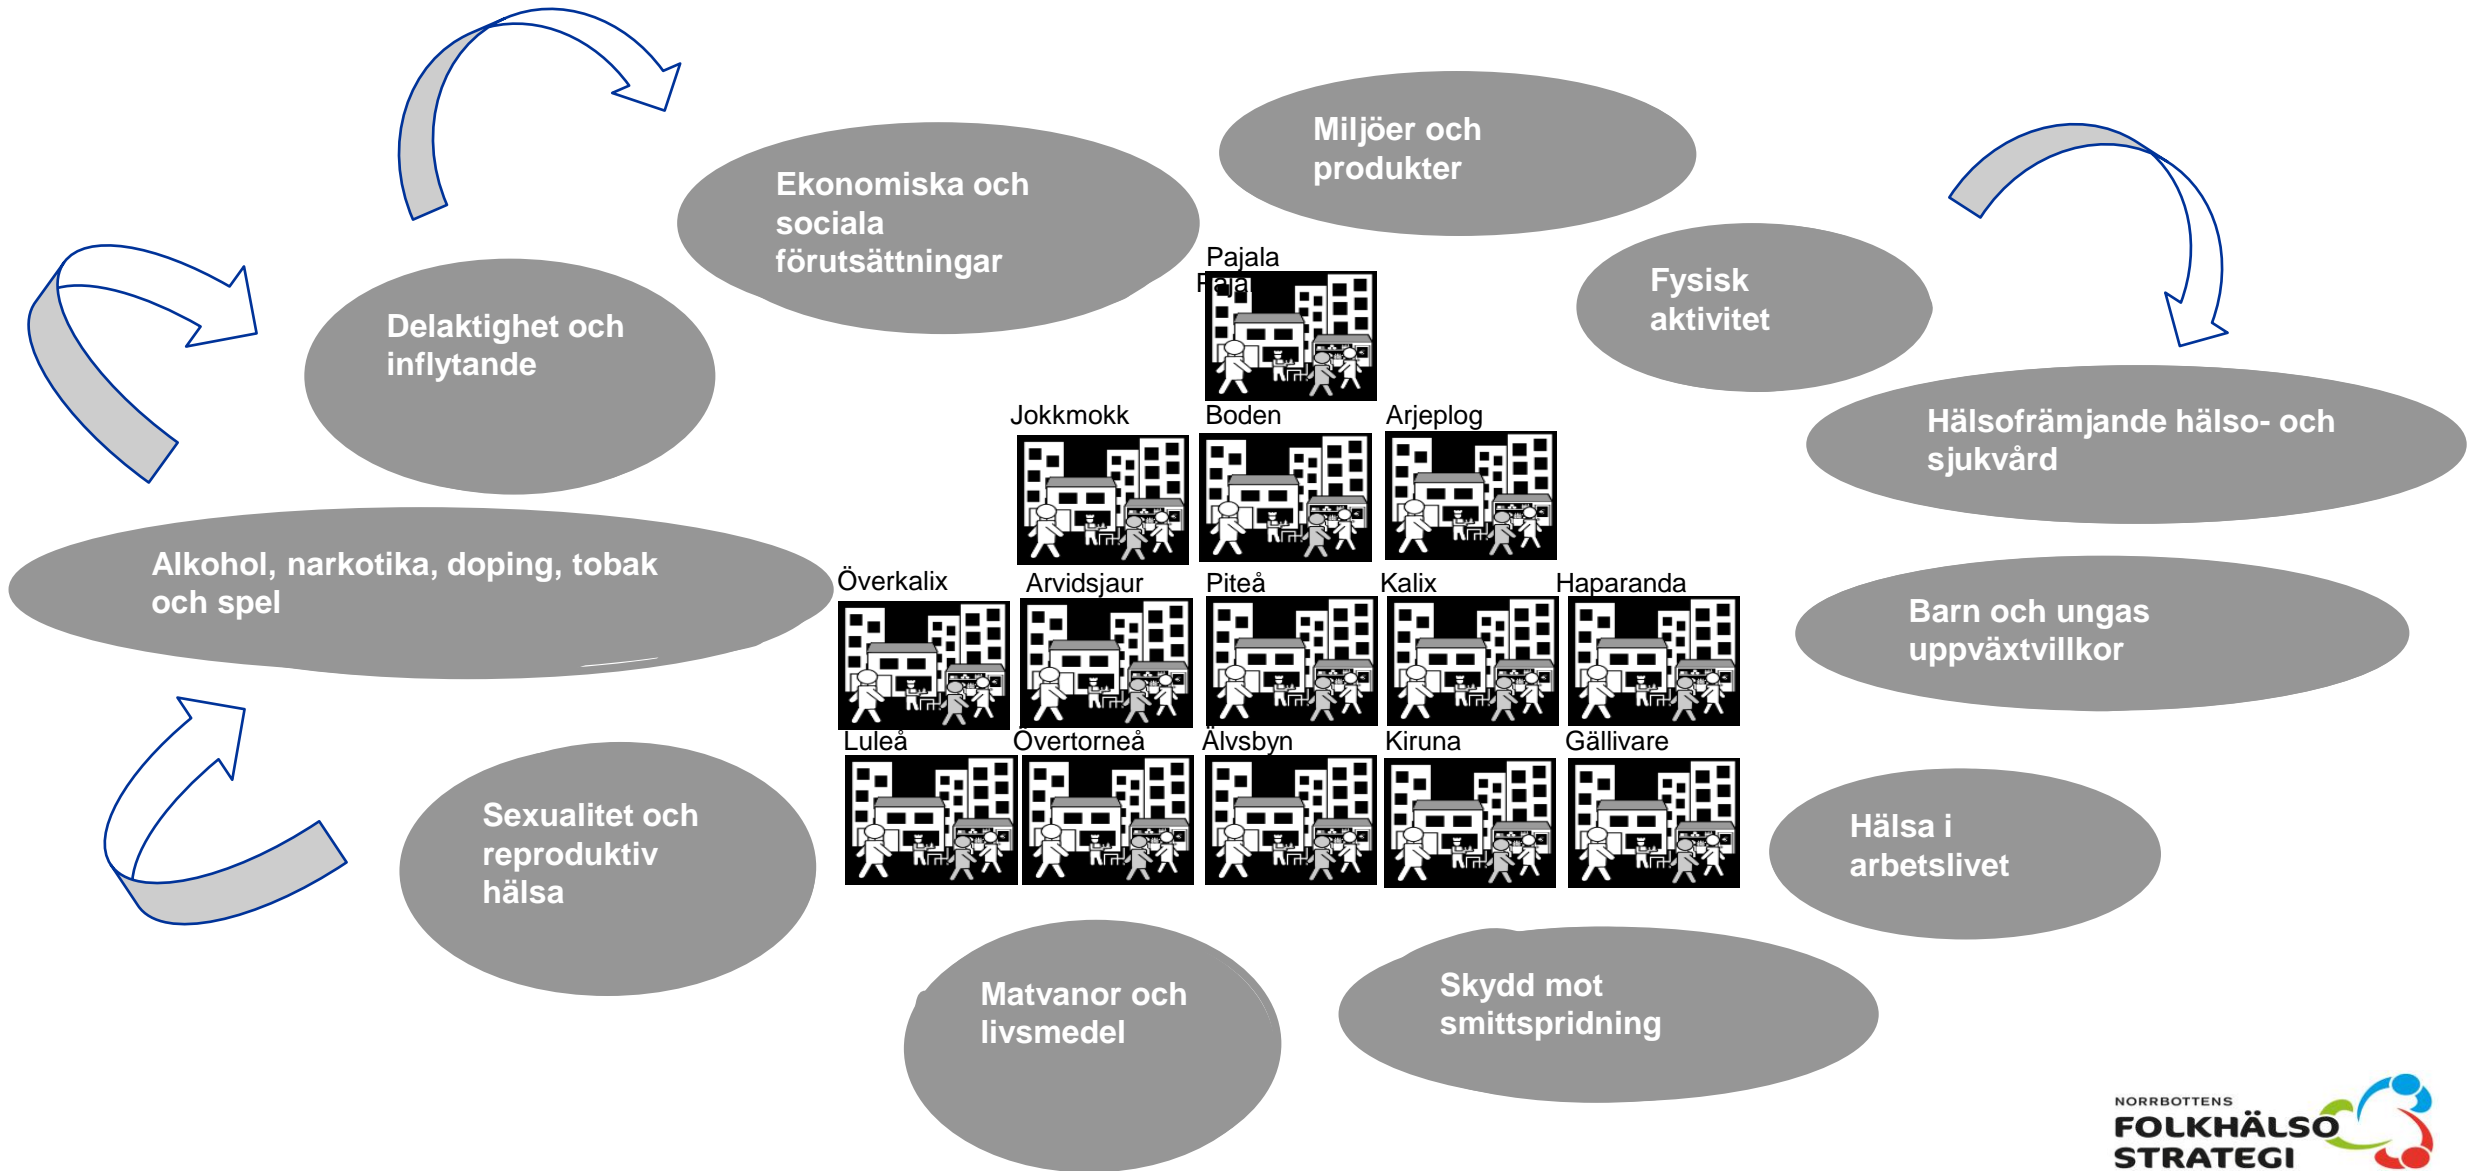 Miljöer och
produkter
Ekonomiska och
sociala
förutsättningar
Fysisk
aktivitet
Delaktighet och
inflytande
Hälsofrämjande hälso- och
sjukvård
Alkohol, narkotika, doping, tobak
och spel
Barn och ungas
uppväxtvillkor
Sexualitet och
reproduktiv
hälsa
Hälsa i
arbetslivet
Matvanor och
livsmedel
Skydd mot
smittspridning
Pajala
Jokkmokk Boden Arjeplog
Överkalix Arvidsjaur Piteå Kalix Haparanda
Luleå Övertorneå Älvsbyn Kiruna Gällivare
NORRBOTTENS
FOLKHÄLSO
STRATEGI